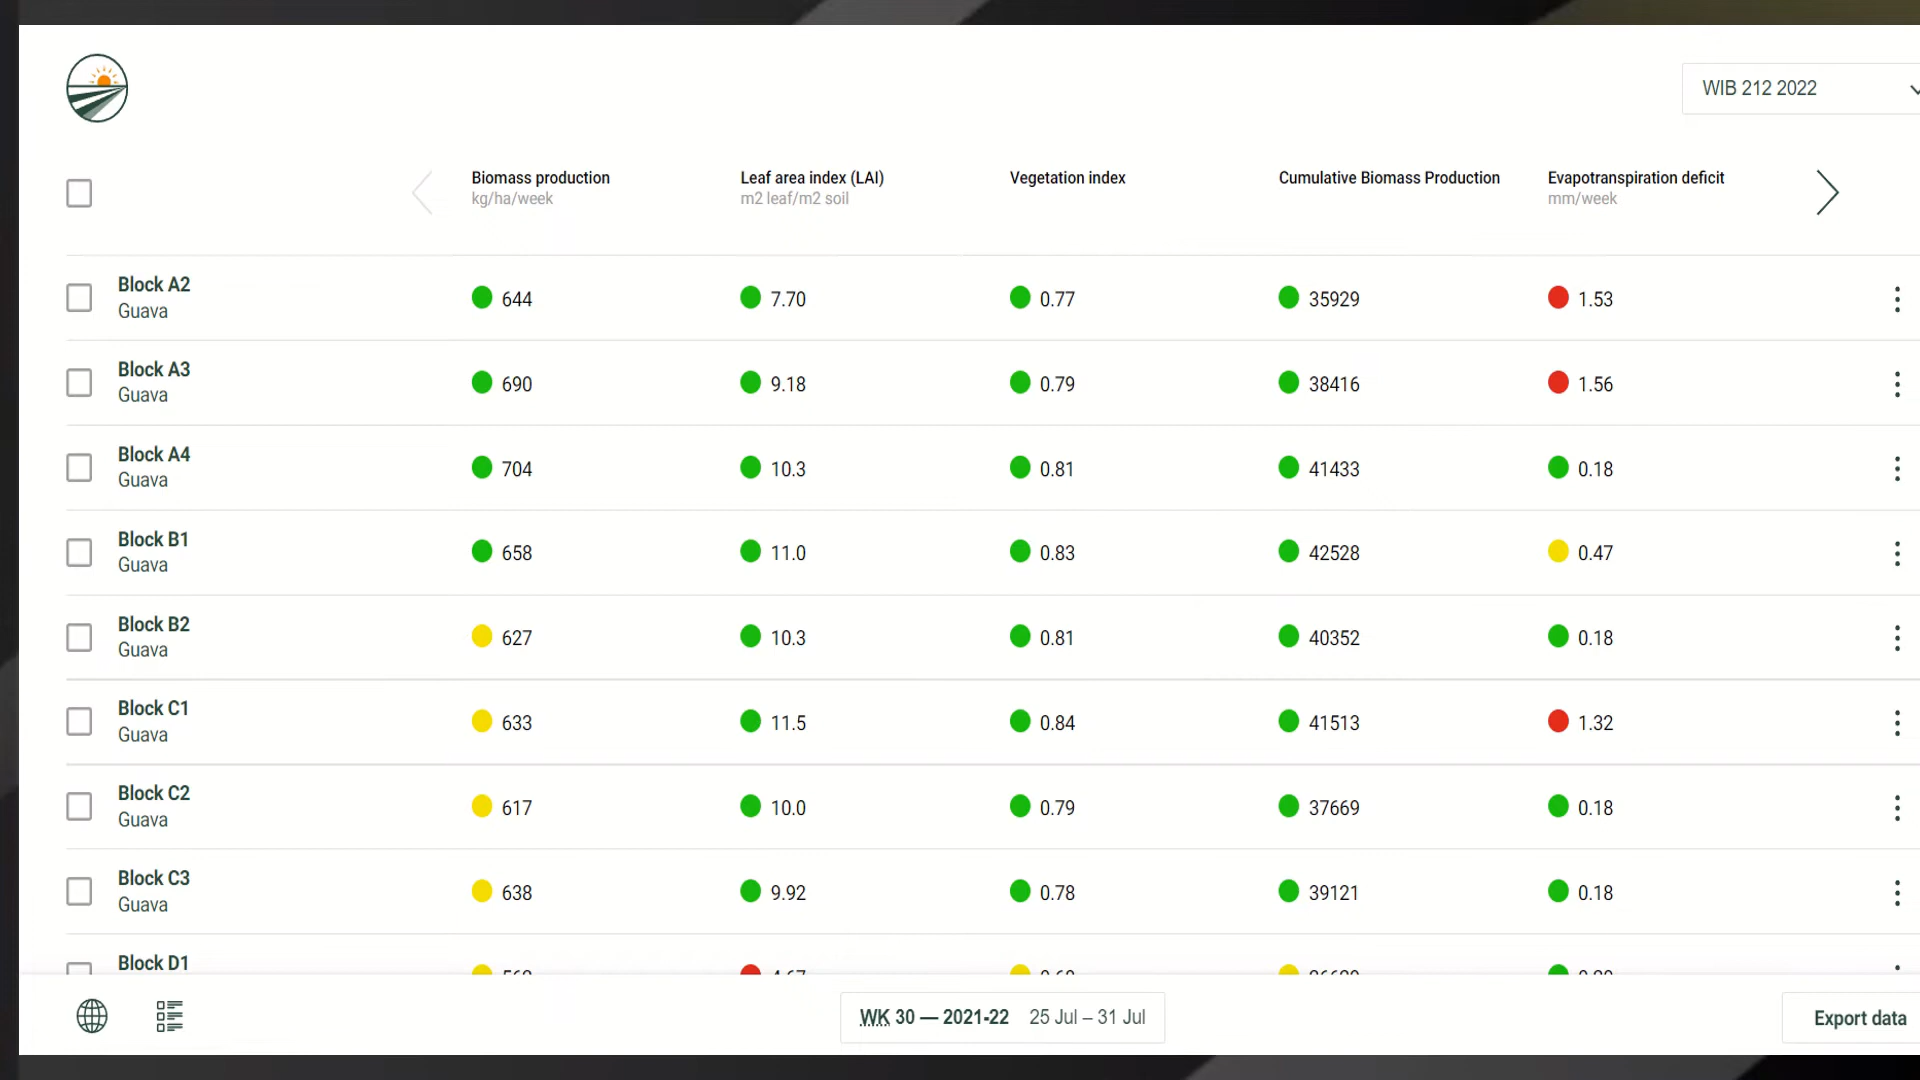 WIB 212 2022
Biomass production Leaf area index (LAI) Vegetation index Cumulative Biomass Production Evapotranspiration deficit
kg/ha/week m2 leaf/m2 soil mm/week
Block A2
Guava
644 7.70 0.77 35929 1.53
Block A3
Guava
690 9.18 0.79 38416 1.56
Block A4
Guava
704 10.3 0.81 41433 0.18
Block B1
Guava
658 11.0 0.83 42528 0.47
Block B2
Guava
627 10.3 0.81 40352 0.18
Block C1
Guava
633 11.5 0.84 41513 1.32
Block C2
Guava
617 10.0 0.79 37669 0.18
Block C3
Guava
638 9.92 0.78 39121 0.18
Block D1
WK 30 — 2021-22 25 Jul – 31 Jul
Export data